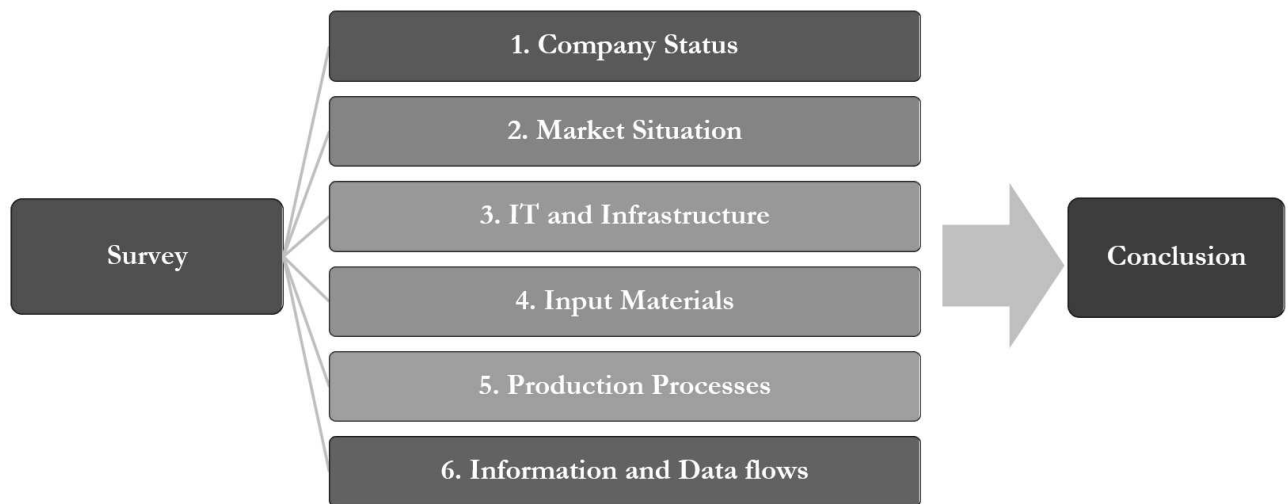 1. Company Status
2. Market Situation
3. IT and Infrastructure
Survey
Conclusion
4. Input Materials
5. Production Processes
6. Information and Data flows